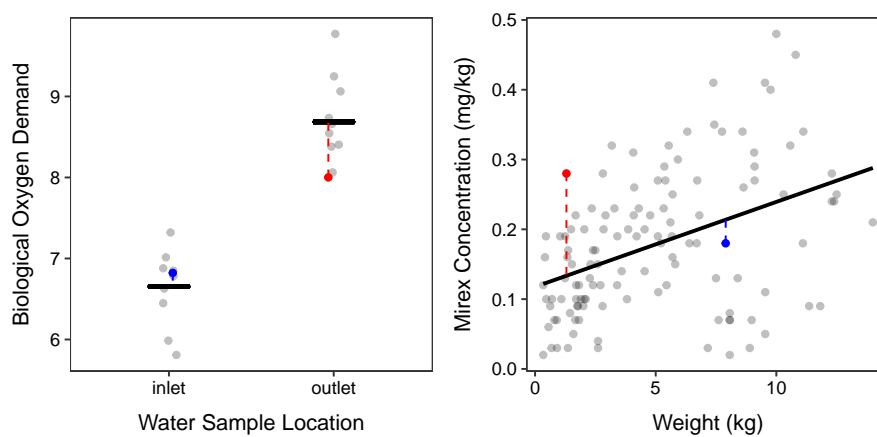 Biological Oxygen Demand
9
8
7
6
inlet
outlet
Water Sample Location
Mirex Concentration (mg/kg)
0.5
0.4
0.3
0.2
0.1
0.0
0
5
10
Weight (kg)